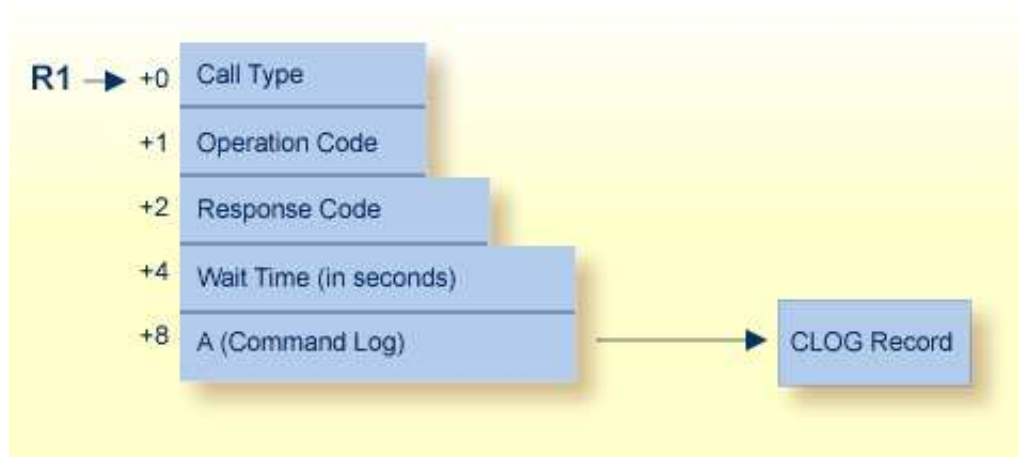 R1 +0 Call Type
+1 Operation Code
+2 Response Code
+4 Wait Time (in seconds)
+8 A (Command Log) CLOG Record